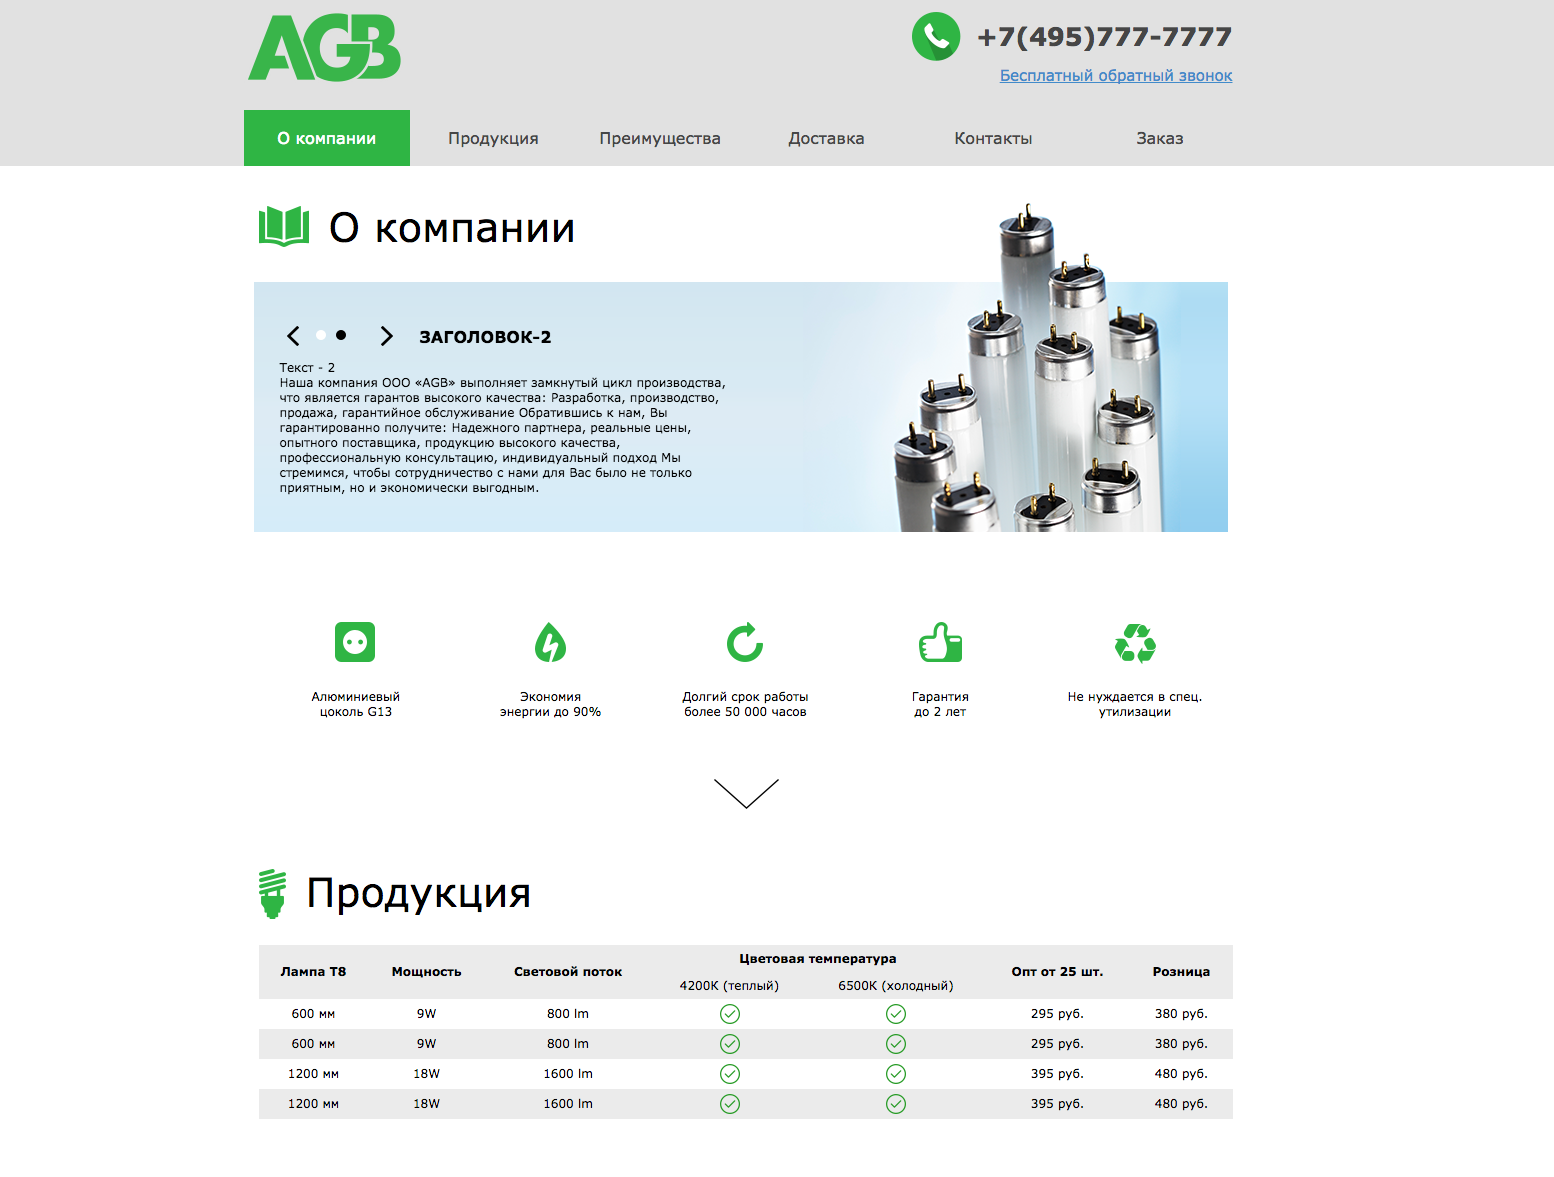 AGB
+7(495)777-7777
Бесплатный обратный звонок
О компании
Продукция
Преимущества
Доставка
Контакты
Заказ
О компании
ЗАГОЛОВОК-2
Текст - 2
Наша компания ООО «AGB» выполняет замкнутый цикл производства,
что является гарантов высокого качества: Разработка, производство,
продажа, гарантийное обслуживание Обратившись к нам, Вы
гарантированно получите: Надежного партнера, реальные цены,
опытного поставщика, продукцию высокого качества,
профессиональную консультацию, индивидуальный подход Мы
стремимся, чтобы сотрудничество с нами для Вас было не только
приятным, но и экономически выгодным.
Алюминиевый
цоколь G13
Экономия
энергии до 90%
Долгий срок работы
более 50 000 часов
Гарантия
до 2 лет
Не нуждается в спец.
утилизации
Продукция
Лампа Т8 Мощность Световой поток Цветовая температура Опт от 25 шт. Розница
4200К (теплый) 6500К (холодный)
600 мм 9W 800 lm 295 руб. 380 руб.
600 мм 9W 800 lm 295 руб. 380 руб.
1200 мм 18W 1600 lm 395 руб. 480 руб.
1200 мм 18W 1600 lm 395 руб. 480 руб.